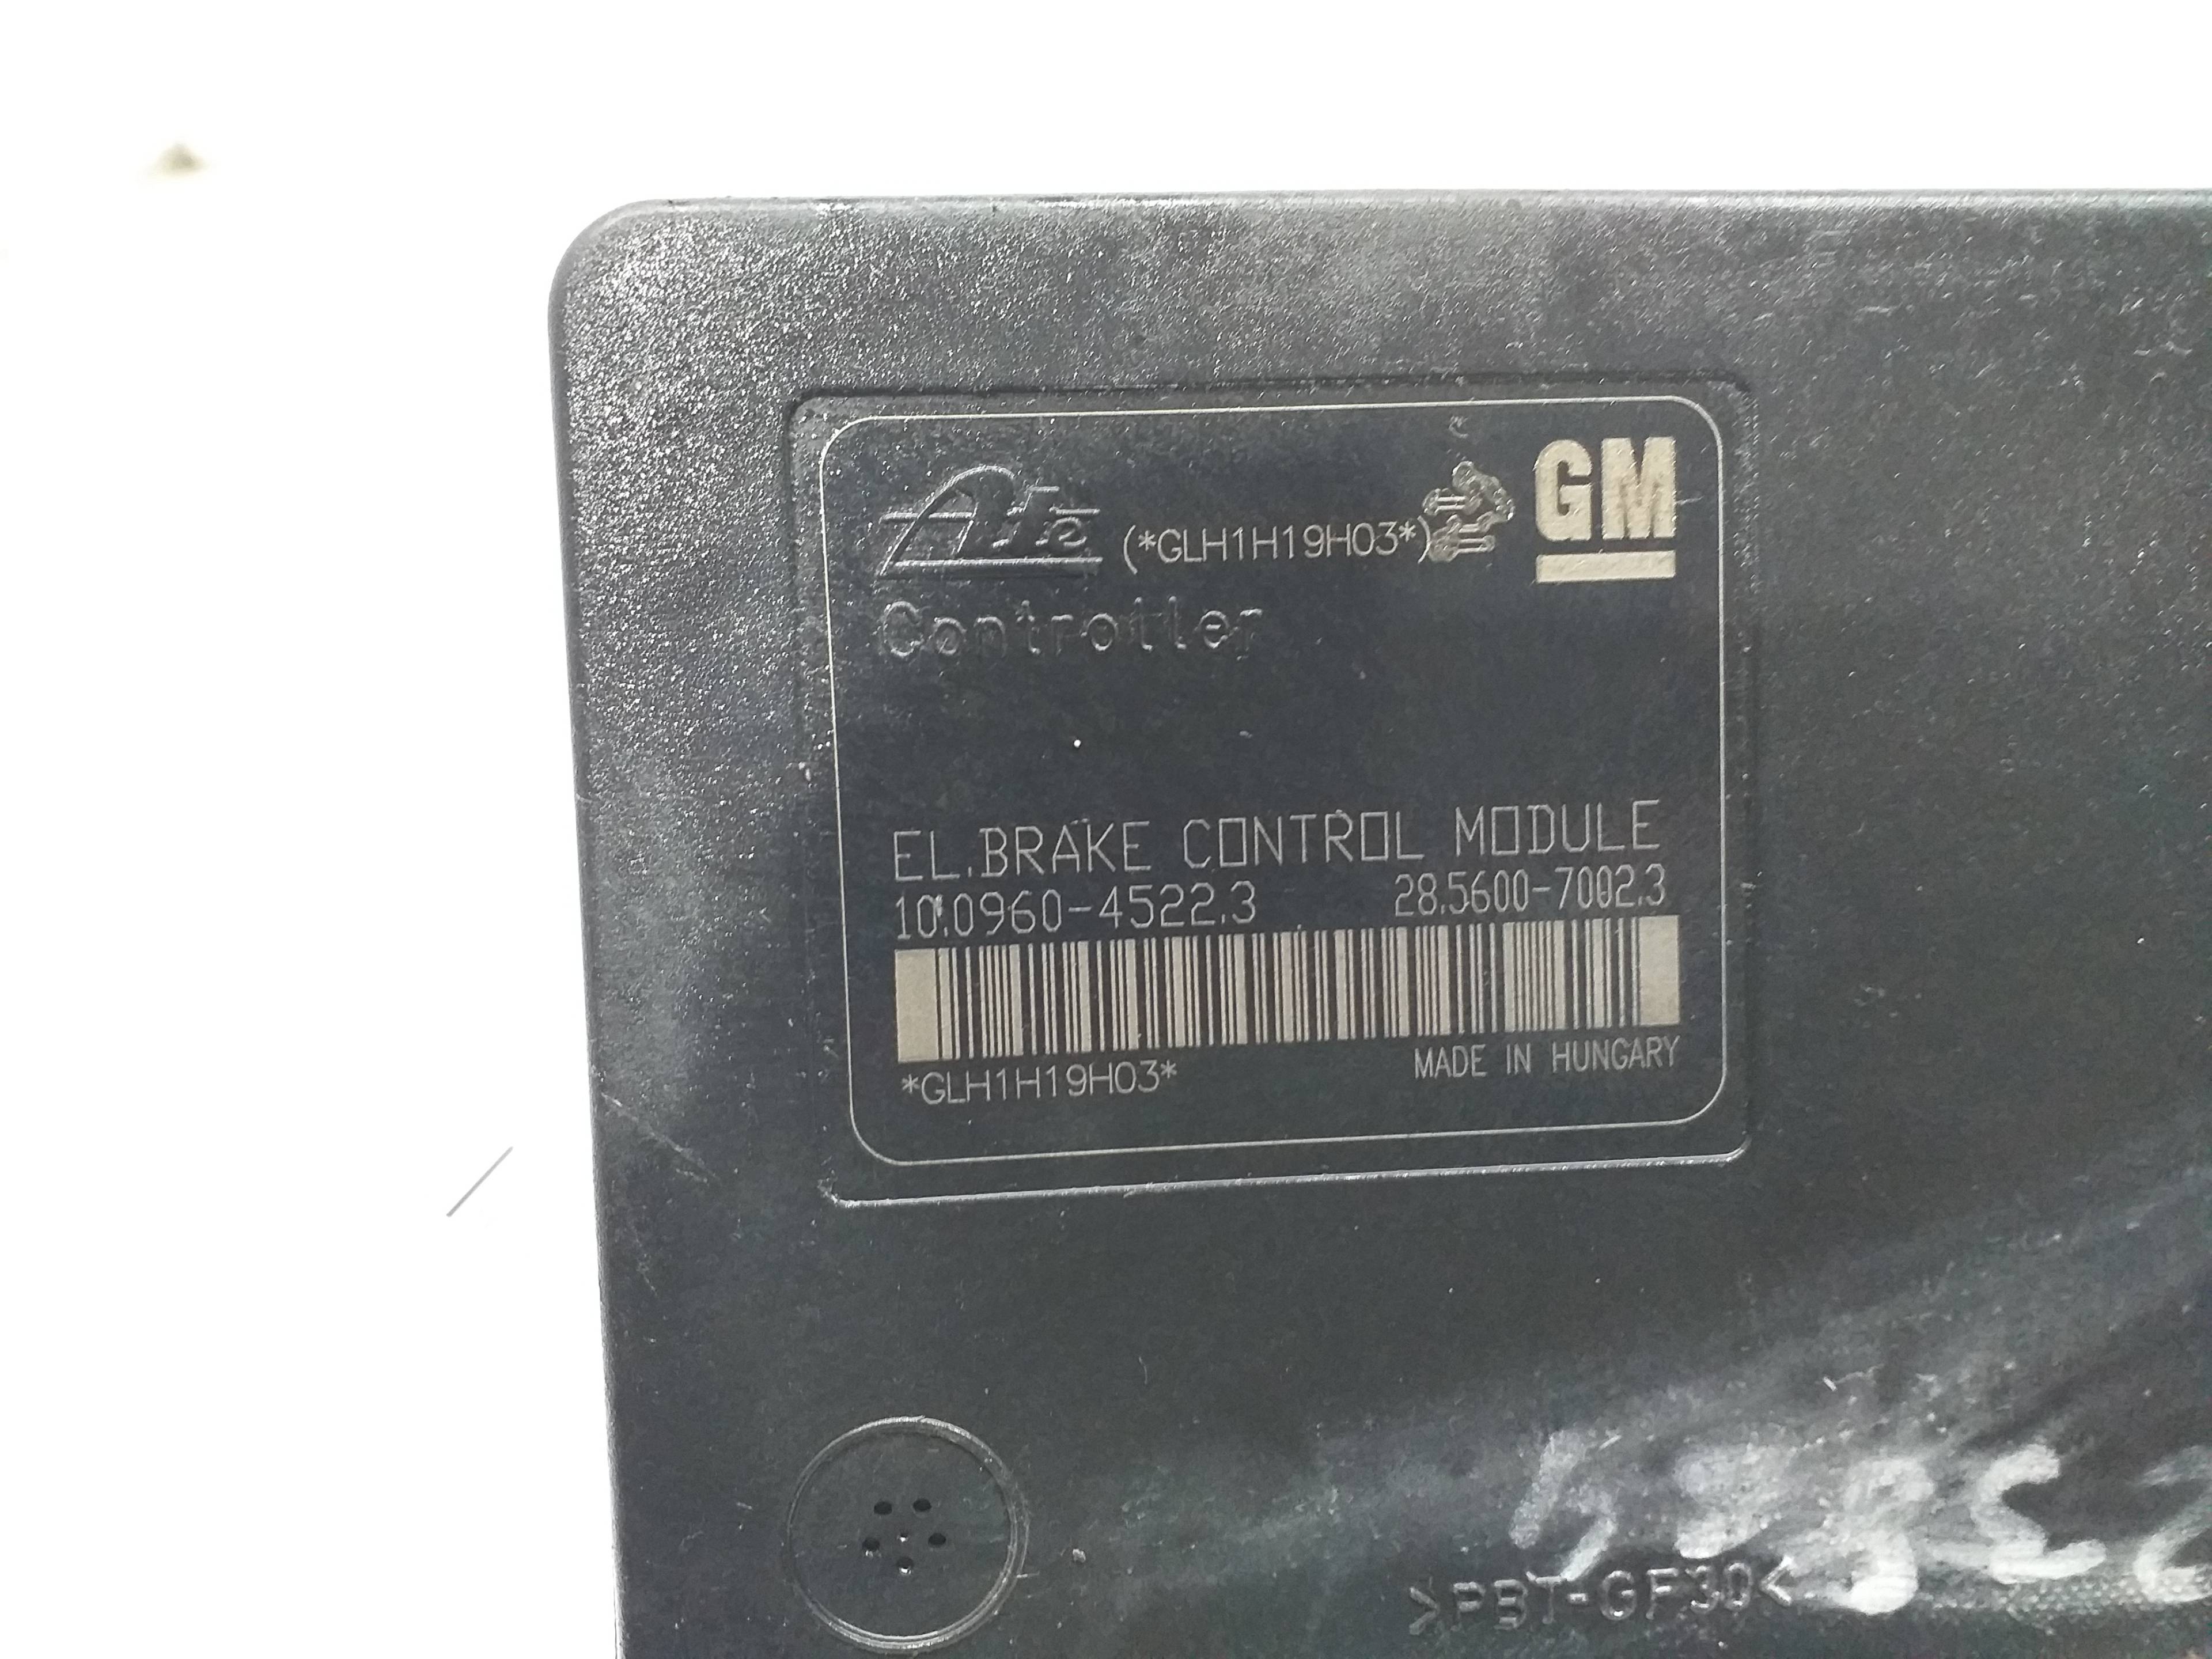 Ate (*GLH1H19H03*) GM
Controller
EL.BRAKE CONTROL MODULE
10.0960-4522.3 28.5600-7002.3
*GLH1H19H03* MADE IN HUNGARY
>PBT-GF30<